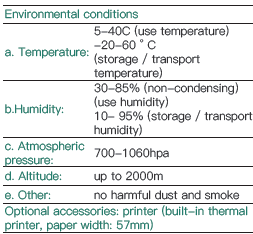 Environmental conditions
a. Temperature:
5-40C (use temperature)
-20-60 °C
(storage / transport
temperature)
b.Humidity:
30-85% (non-condensing)
(use humidity)
10- 95% (storage / transport
humidity)
c. Atmospheric
pressure:
700-1060hpa
d. Altitude:
up to 2000m
e. Other:
no harmful dust and smoke
Optional accessories: printer (built-in thermal
printer, paper width: 57mm)